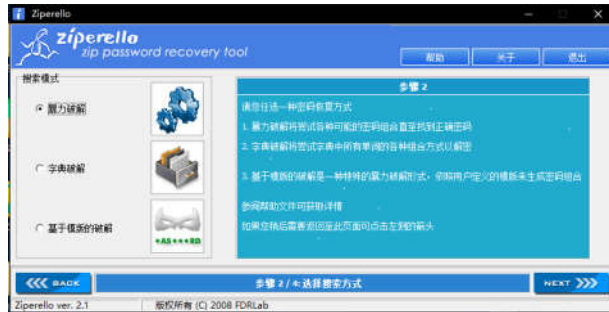 Ziperello
zíperello
zip password recovery tool
帮助
关于
退出
搜索模式
暴力破解
字典破解
基于模版的破解
*AS***RD
步骤 2
请您任选一种密码恢复方式
1. 暴力破解将尝试各种可能的密码组合直至找到正确密码
2. 字典破解将尝试字典中所有单词的各种组合方式以解密
3. 基于模版的破解是一种特殊的暴力破解形式，依照用户定义的模版来生成密码组合
参阅帮助文件可获取详情
如果您稍后需要返回至此页面可点击左侧的箭头
BACK
步骤 2 / 4:选择搜索方式
NEXT
Ziperello ver. 2.1
版权所有 (C) 2008 FDRLab